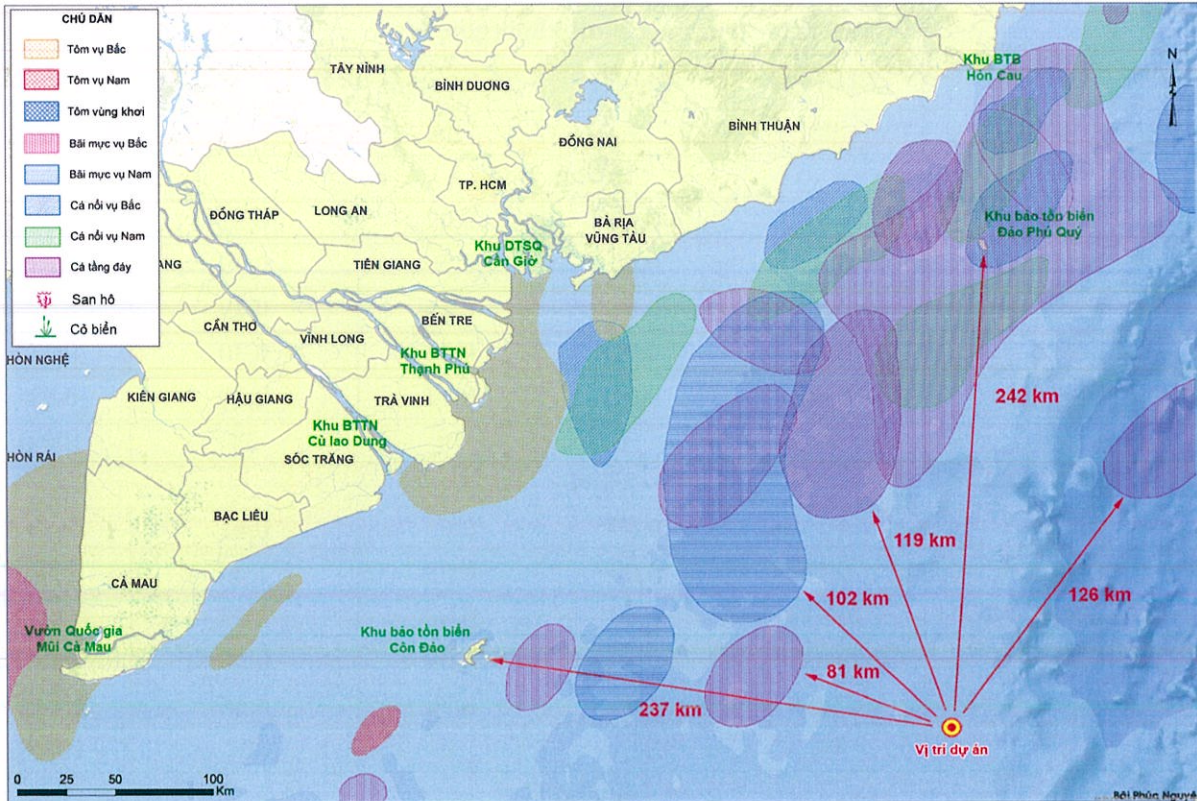 CHỦ DẪN
Tôm vụ Bắc
Tôm vụ Nam
Tôm vùng khơi
Bãi mực vụ Bắc
Bãi mực vụ Nam
Cá nổi vụ Bắc
Cá nổi vụ Nam
Cá tầng đáy
San hô
Cỏ biển
TÂY NINH
BÌNH DƯƠNG
ĐỒNG NAI
BÌNH THUẬN
Khu BTB
Hòn Cau
N
TP. HCM
LONG AN
ĐỒNG THÁP
BÀ RỊA
VŨNG TÀU
Khu bảo tồn biển
Đảo Phú Quý
Khu DTSQ
Cần Giờ
TIỀN GIANG
ANG
BẾN TRE
CẦN THƠ
VĨNH LONG
Khu BTTN
Thạnh Phú
HÒN NGHỆ
KIÊN GIANG
HẬU GIANG
TRÀ VINH
Khu BTTN
Cù lao Dung
SÓC TRĂNG
HÒN RÁI
BẠC LIÊU
CÀ MAU
Vườn Quốc gia
Mũi Cà Mau
Khu bảo tồn biển
Côn Đảo
242 km
119 km
126 km
102 km
81 km
237 km
Vị trí dự án
0 25 50 100
Km
Bãi Phúc Nguyê